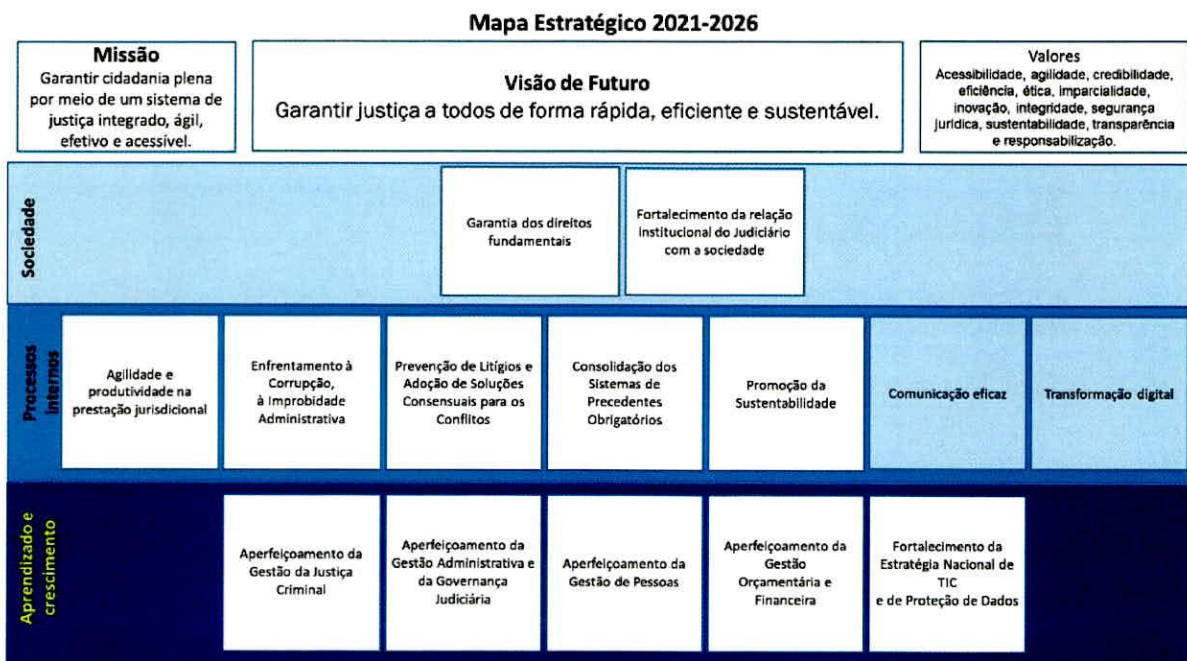 Mapa Estratégico 2021-2026
Missão
Garantir cidadania plena
por meio de um sistema de
justiça integrado, ágil,
efetivo e acessível.
Visão de Futuro
Garantir justiça a todos de forma rápida, eficiente e sustentável.
Valores
Acessibilidade, agilidade, credibilidade,
eficiência, ética, imparcialidade,
inovação, integridade, segurança
jurídica, sustentabilidade, transparência
e responsabilização.
Sociedade
Garantia dos direitos
fundamentais
Fortalecimento da relação
institucional do Judiciário
com a sociedade
Processos
internos
Agilidade e
produtividade na
prestação jurisdicional
Enfrentamento à
Corrupção,
à Improbidade
Administrativa
Prevenção de Litígios e
Adoção de Soluções
Consensuais para os
Conflitos
Consolidação dos
Sistemas de
Precedentes
Obrigatórios
Promoção da
Sustentabilidade
Comunicação eficaz
Transformação digital
Aprendizado e
crescimento
Aperfeiçoamento da
Gestão da Justiça
Criminal
Aperfeiçoamento da
Gestão Administrativa e
da Governança
Judiciária
Aperfeiçoamento da
Gestão de Pessoas
Aperfeiçoamento da
Gestão
Orçamentária e
Financeira
Fortalecimento da
Estratégia Nacional de
TIC
e de Proteção de Dados